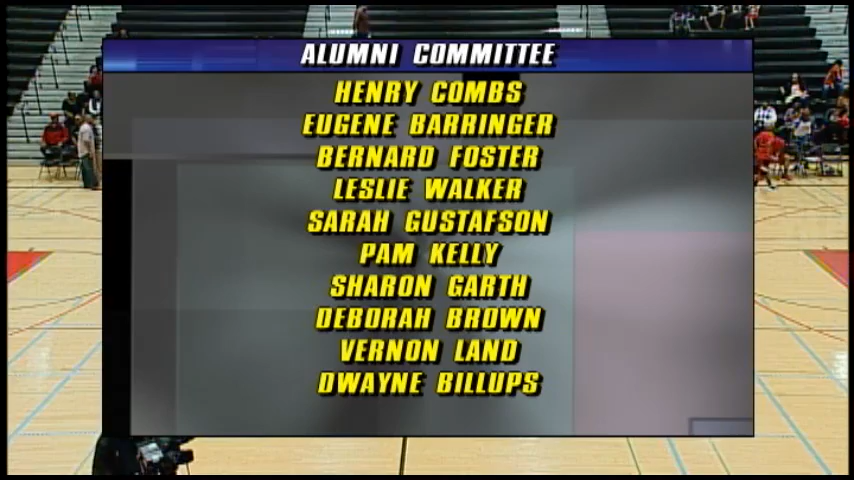 ALUMNI COMMITTEE
HENRY COMBS
EUGENE BARRINGER
BERNARD FOSTER
LESLIE WALKER
SARAH GUSTAFSON
PAM KELLY
SHARON GARTH
DEBORAH BROWN
VERNON LAND
DWAYNE BILLUPS